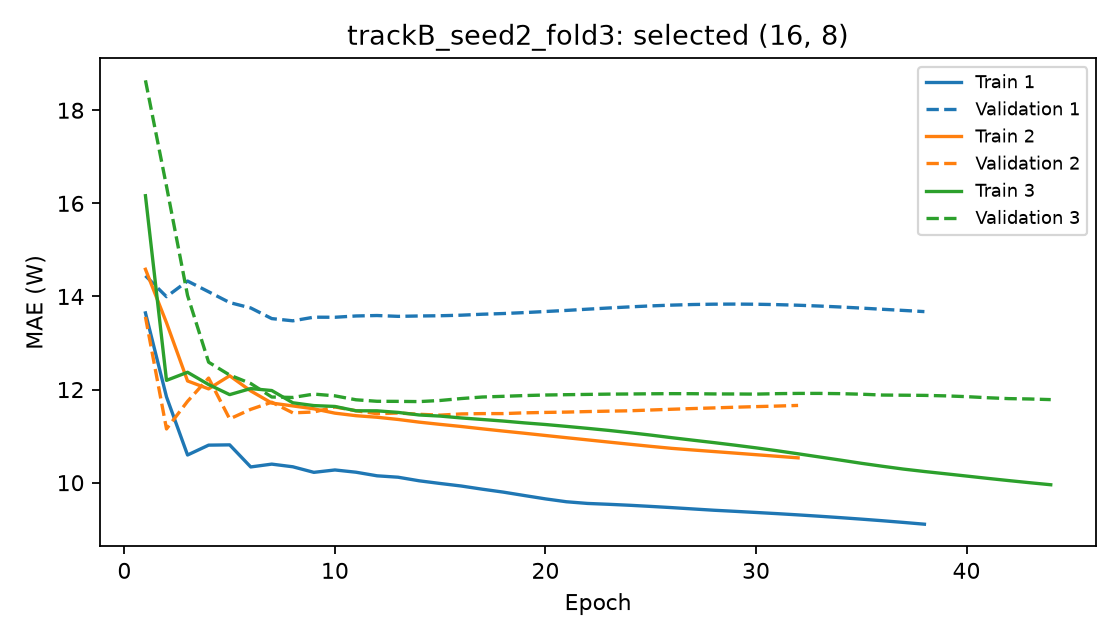 trackB_seed2_fold3: selected (16, 8)
Train 1
Validation 1
Train 2
Validation 2
Train 3
Validation 3
MAE (W)
18
16
14
12
10
0 10 20 30 40
Epoch